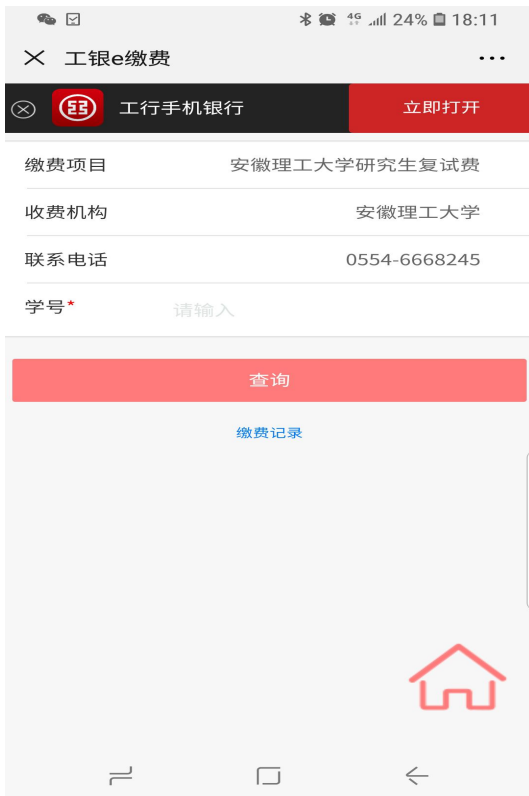 4G 24% 18:11
工银e缴费
工行手机银行 立即打开
缴费项目 安徽理工大学研究生复试费
收费机构 安徽理工大学
联系电话 0554-6668245
学号* 请输入
查询
缴费记录